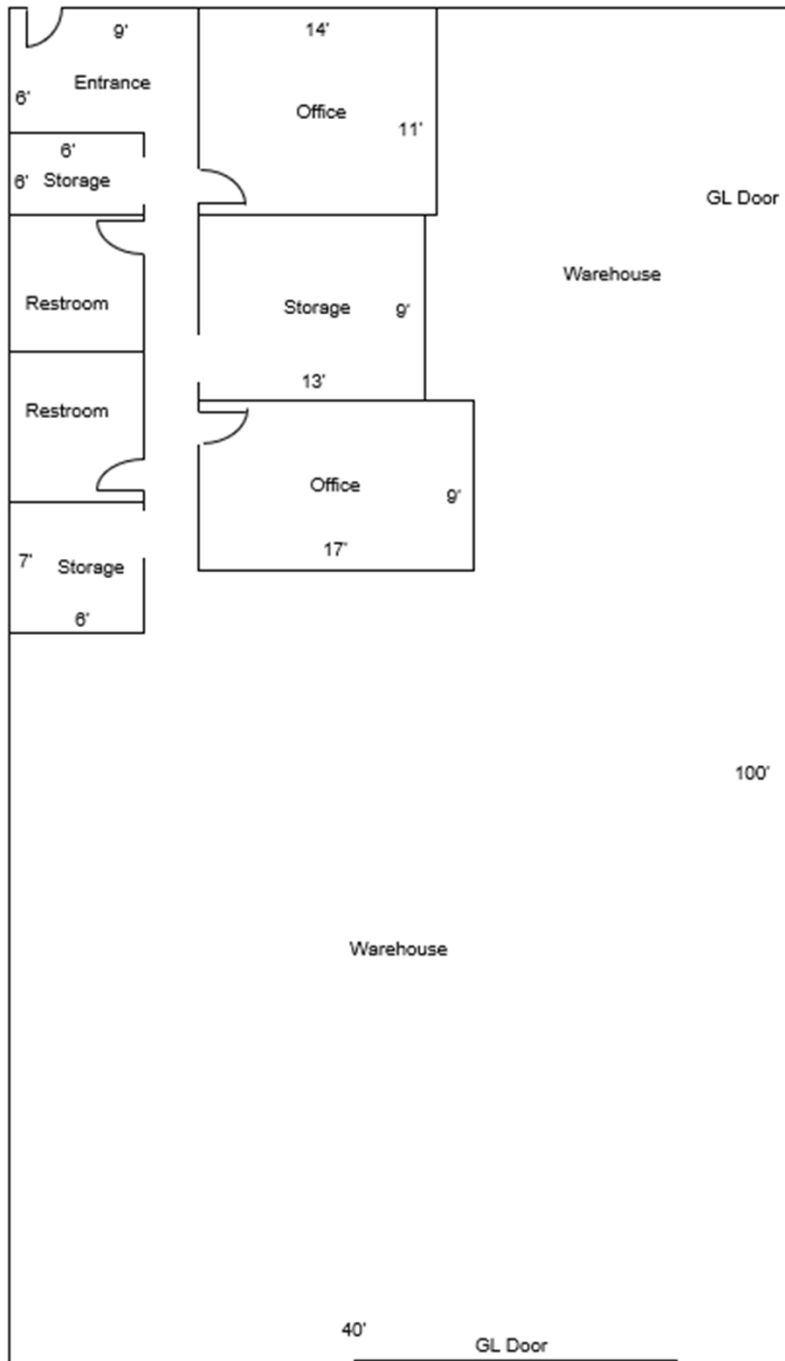 9'
14'
Entrance
6'
Office
11'
6'
6'
Storage
GL Door
Warehouse
Restroom
Storage
9'
13'
Restroom
Office
9'
17'
7'
Storage
6'
100'
Warehouse
40'
GL Door